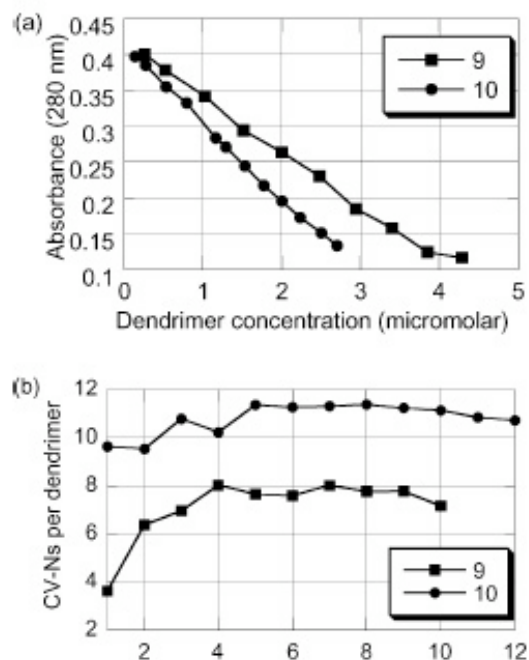 (a)
0.45
0.4
0.35
0.3
0.25
0.2
0.15
0.1
Absorbance (280 nm)
9
10
0 1 2 3 4 5
Dendrimer concentration (micromolar)
(b)
12
10
8
6
4
2
CV-Ns per dendrimer
9
10
2 4 6 8 10 12